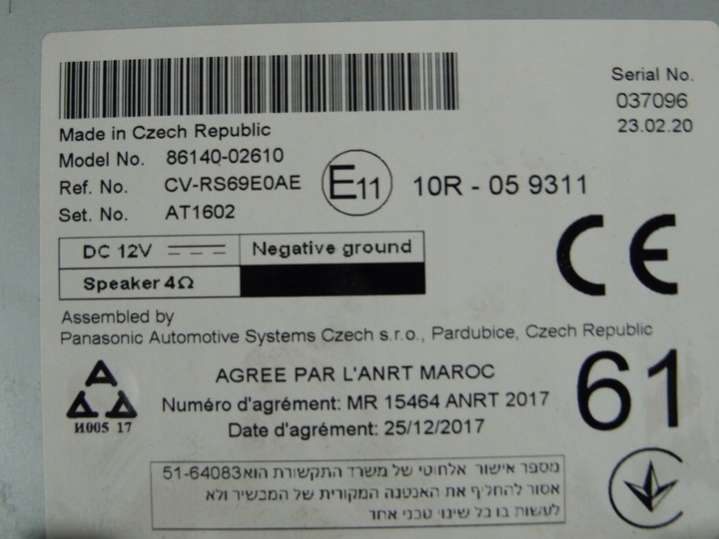 Serial No.
037096
23.02.20
Made in Czech Republic
Model No. 86140-02610
Ref. No. CV-RS69E0AE
Set. No. AT1602
E11
10R - 05 9311
DC 12V
Negative ground
Speaker 4Ω
CE
Assembled by
Panasonic Automotive Systems Czech s.r.o., Pardubice, Czech Republic
AGREE PAR L'ANRT MAROC
Numéro d'agrément: MR 15464 ANRT 2017
Date d'agrément: 25/12/2017
61
И005 17
מספר אישור אלחוטי של משרד התקשורת הוא 51-64083
אסור להחליף את האנטנה המקורית של המכשיר ולא
לעשות בו כל שינוי טכני אחר